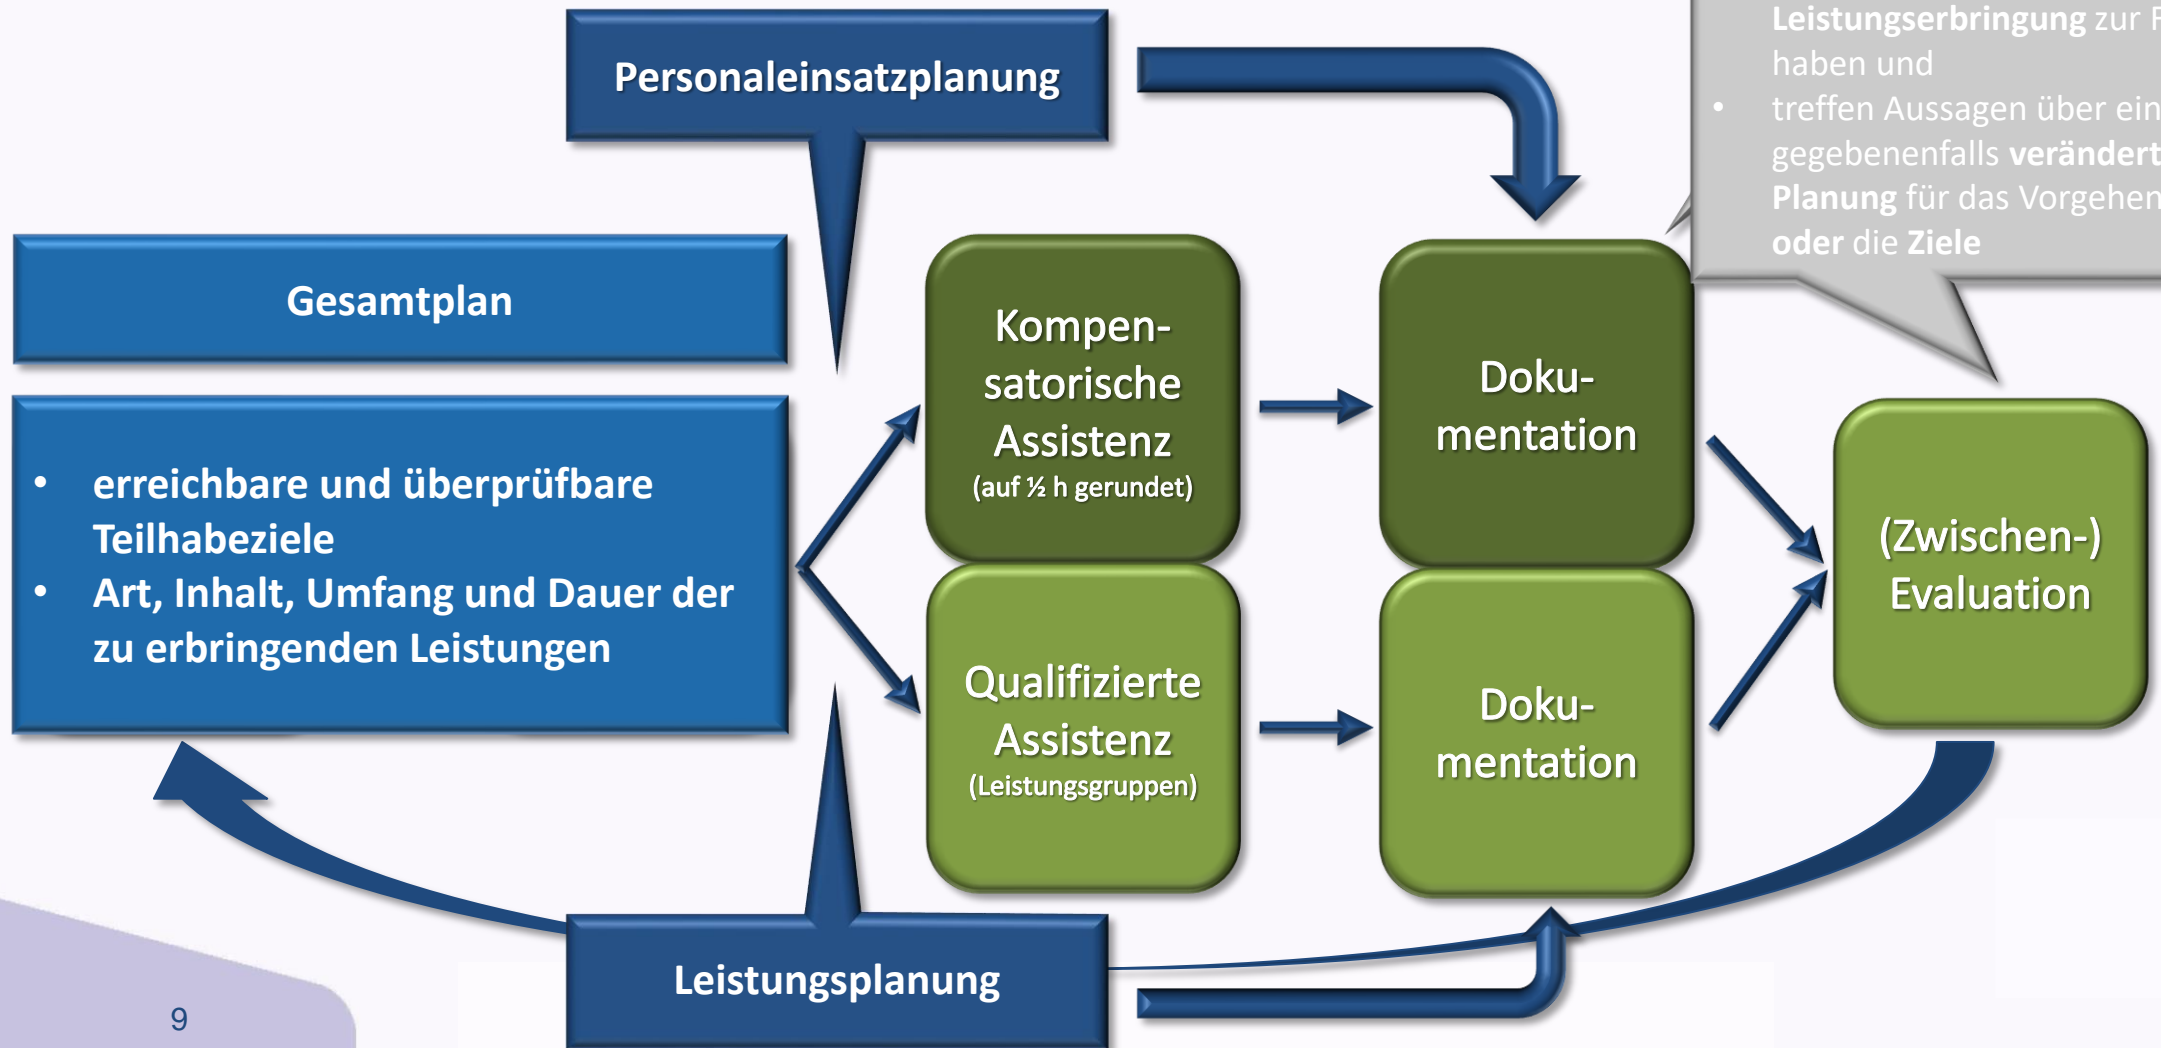 Personaleinsatzplanung
Leistungserbringung zur
haben und
• treffen Aussagen über ein
gegebenenfalls verändert
Planung für das Vorgehen
oder die Ziele
Gesamtplan
• erreichbare und überprüfbare
Teilhabeziele
• Art, Inhalt, Umfang und Dauer der
zu erbringenden Leistungen
Kompen-
satorische
Assistenz
(auf ½ h gerundet)
Doku-
mentation
Qualifizierte
Assistenz
(Leistungsgruppen)
Doku-
mentation
(Zwischen-)
Evaluation
Leistungsplanung
9